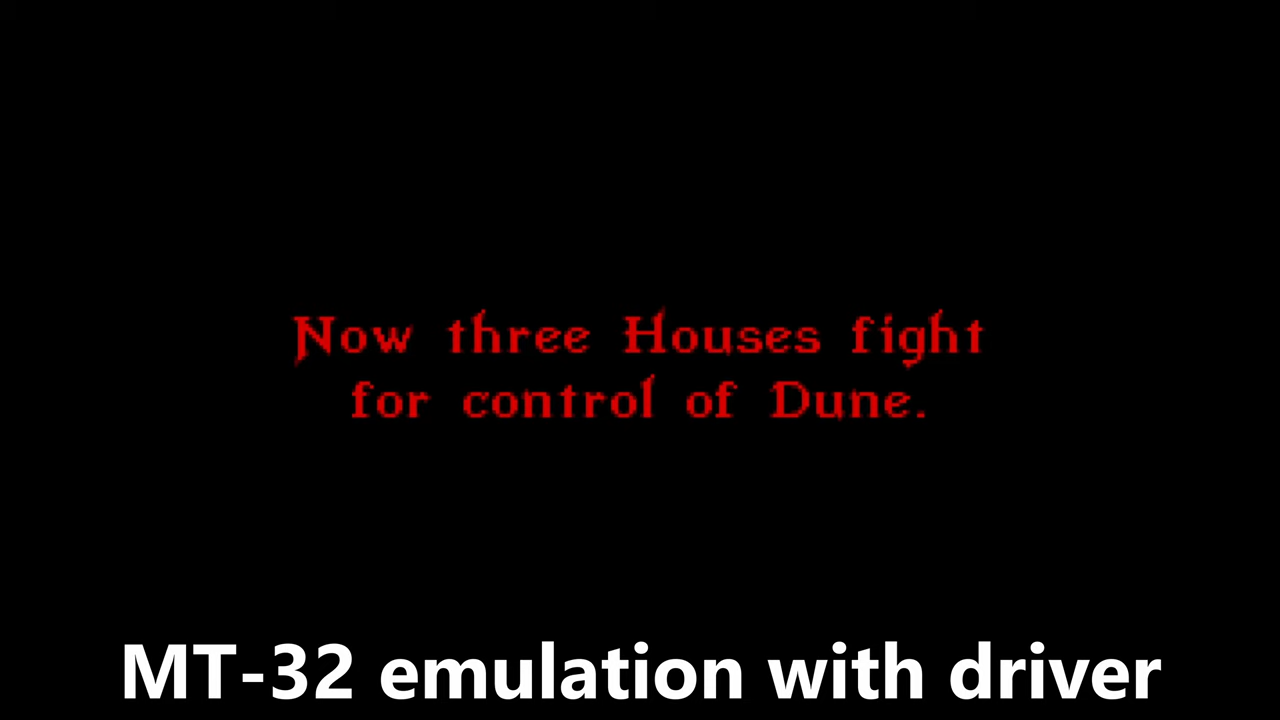 Now three Houses fight
for control of Dune.
MT-32 emulation with driver